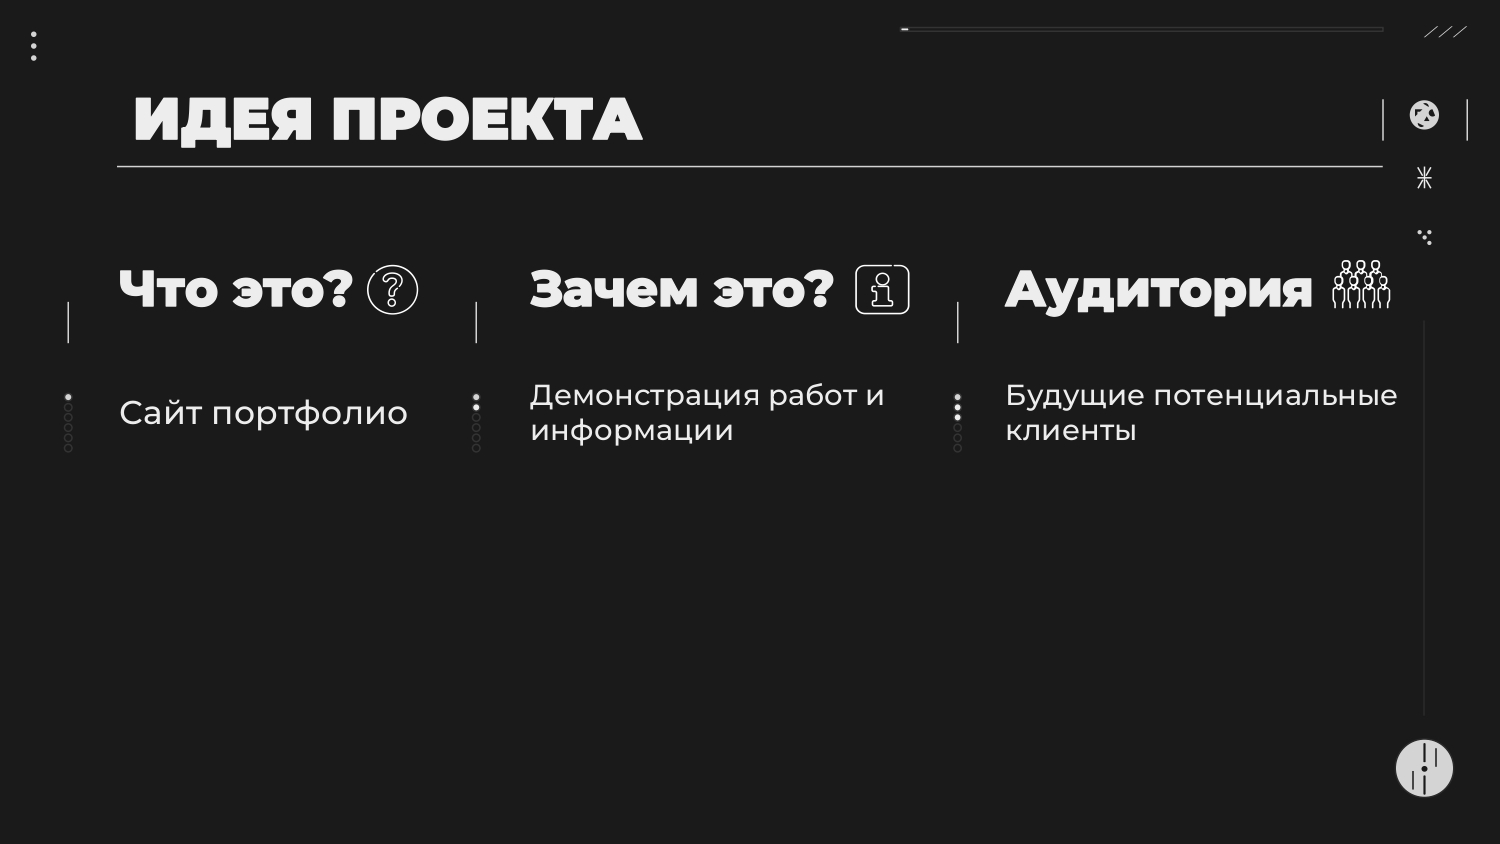 ИДЕЯ ПРОЕКТА
Что это?
Сайт портфолио
Зачем это?
Демонстрация работ и
информации
Аудитория
Будущие потенциальные
клиенты